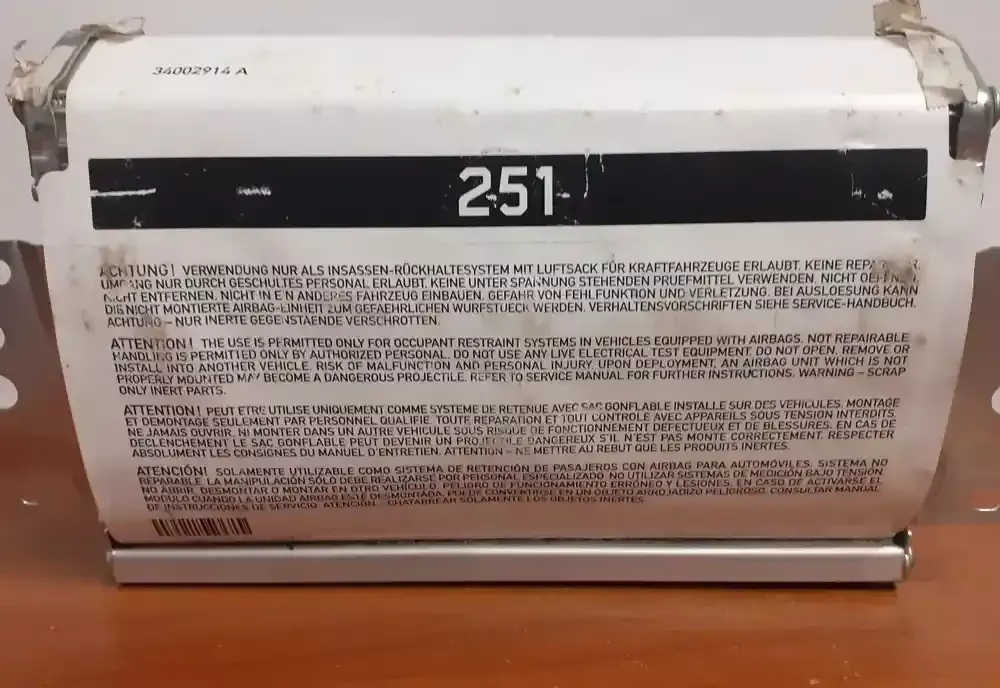 34002914 A
251
ACHTUNG! VERWENDUNG NUR ALS INSASSEN-RÜCKHALTESYSTEM MIT LUFTSACK FÜR KRAFTFAHRZEUGE ERLAUBT. KEINE
UMGANG NUR DURCH GESCHULTES PERSONAL ERLAUBT. KEINE UNTER SPANNUNG STEHENDEN PRUEFMITTEL VERWENDEN. NICHT OEFFNEN,
NICHT ENTFERNEN, NICHT IN EIN ANDERES FAHRZEUG EINBAUEN. GEFAHR VON FEHLFUNKTION UND VERLETZUNG. BEI AUSLOESUNG KANN
DIE NICHT MONTIERTE AIRBAG-EINHEIT ZUM GEFAEHRLICHEN WURFSTUECK WERDEN. VERHALTENSVORSCHRIFTEN SIEHE SERVICE-HANDBUCH.
ACHTUNG – NUR INERTE GEGENSTAENDE VERSCHROTTEN.
ATTENTION! THE USE IS PERMITTED ONLY FOR OCCUPANT RESTRAINT SYSTEMS IN VEHICLES EQUIPPED WITH AIRBAGS. NOT REPAIRABLE.
HANDLING IS PERMITTED ONLY BY AUTHORIZED PERSONAL. DO NOT USE ANY LIVE ELECTRICAL TEST EQUIPMENT. DO NOT OPEN, REMOVE OR
INSTALL INTO ANOTHER VEHICLE. RISK OF MALFUNCTION AND PERSONAL INJURY. UPON DEPLOYMENT, AN AIRBAG UNIT WHICH IS NOT
PROPERLY MOUNTED MAY BECOME A DANGEROUS PROJECTILE. REFER TO SERVICE MANUAL FOR FURTHER INSTRUCTIONS. WARNING – SCRAP
ONLY INERT PARTS.
ATTENTION! PEUT ETRE UTILISE UNIQUEMENT COMME SYSTEME DE RETENUE AVEC SAC GONFLABLE INSTALLE SUR DES VEHICULES. MONTAGE
ET DEMONTAGE SEULEMENT PAR PERSONNEL QUALIFIE. TOUTE REPARATION ET TOUT CONTROLE AVEC APPAREILS SOUS TENSION INTERDITS.
NE JAMAIS OUVRIR, NI MONTER DANS UN AUTRE VEHICULE SOUS RISQUE DE FONCTIONNEMENT DEFECTUEUX ET DE BLESSURES. EN CAS DE
DECLENCHEMENT LE SAC GONFLABLE PEUT DEVENIR UN PROJECTILE DANGEREUX S'IL N'EST PAS MONTE CORRECTEMENT. RESPECTER
ABSOLUMENT LES CONSIGNES DU MANUEL D'ENTRETIEN. ATTENTION – NE METTRE AU REBUT QUE LES PRODUITS INERTES.
ATENCIÓN! SOLAMENTE UTILIZABLE COMO SISTEMA DE RETENCIÓN DE PASAJEROS CON AIRBAG PARA AUTOMÓVILES. SISTEMA NO
REPARABLE. LA MANIPULACIÓN SÓLO DEBE REALIZARSE POR PERSONAL ESPECIALIZADO. NO UTILIZAR SISTEMAS DE MEDICIÓN BAJO TENSIÓN.
NO ABRIR, DESMONTAR O MONTAR EN OTRO VEHÍCULO. PELIGRO DE FUNCIONAMIENTO ERRÓNEO Y LESIONES. EN CASO DE ACTIVARSE EL
MÓDULO CUANDO LA UNIDAD AIRBAG ESTÉ DESMONTADA, PUEDE CONVERTIRSE EN UN OBJETO ARROJADIZO PELIGROSO. CONSULTAR MANUAL
DE INSTRUCCIONES DE SERVICIO. ATENCIÓN – CHATARREAR SOLAMENTE LOS OBJETOS INERTES.